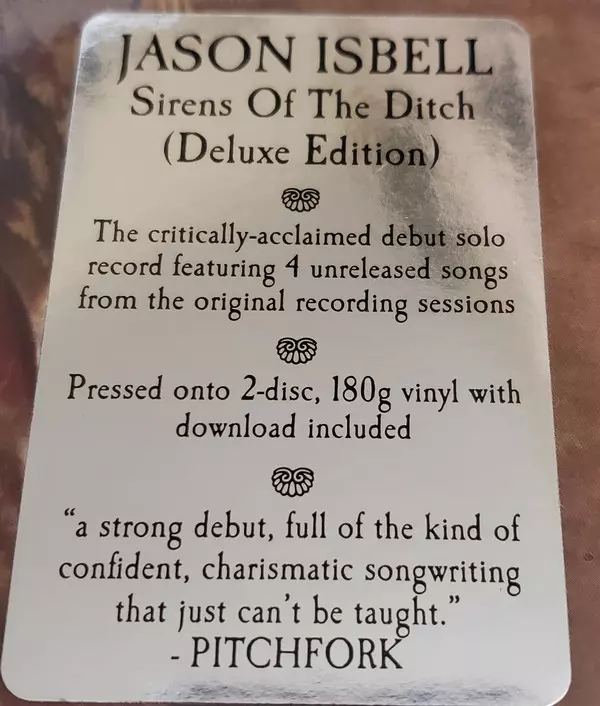 JASON ISBELL
Sirens Of The Ditch
(Deluxe Edition)
The critically-acclaimed debut solo
record featuring 4 unreleased songs
from the original recording sessions
Pressed onto 2-disc, 180g vinyl with
download included
“a strong debut, full of the kind of
confident, charismatic songwriting
that just can't be taught.”
- PITCHFORK